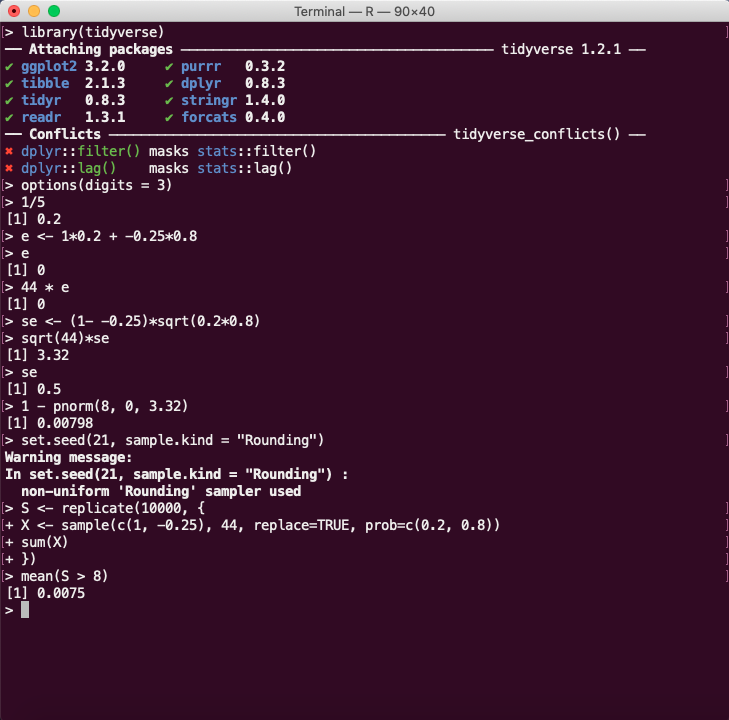 Terminal — R — 90×40
> library(tidyverse)
── Attaching packages ─────────────────────────────────────── tidyverse 1.2.1 ──
✔ ggplot2 3.2.0     ✔ purrr   0.3.2
✔ tibble  2.1.3     ✔ dplyr   0.8.3
✔ tidyr   0.8.3     ✔ stringr 1.4.0
✔ readr   1.3.1     ✔ forcats 0.4.0
── Conflicts ────────────────────────────────────────── tidyverse_conflicts() ──
✖ dplyr::filter() masks stats::filter()
✖ dplyr::lag()    masks stats::lag()
> options(digits = 3)
> 1/5
[1] 0.2
> e <- 1*0.2 + -0.25*0.8
> e
[1] 0
> 44 * e
[1] 0
> se <- (1- -0.25)*sqrt(0.2*0.8)
> sqrt(44)*se
[1] 3.32
> se
[1] 0.5
> 1 - pnorm(8, 0, 3.32)
[1] 0.00798
> set.seed(21, sample.kind = "Rounding")
Warning message:
In set.seed(21, sample.kind = "Rounding") :
  non-uniform 'Rounding' sampler used
> S <- replicate(10000, {
+ X <- sample(c(1, -0.25), 44, replace=TRUE, prob=c(0.2, 0.8))
+ sum(X)
+ })
> mean(S > 8)
[1] 0.0075
>